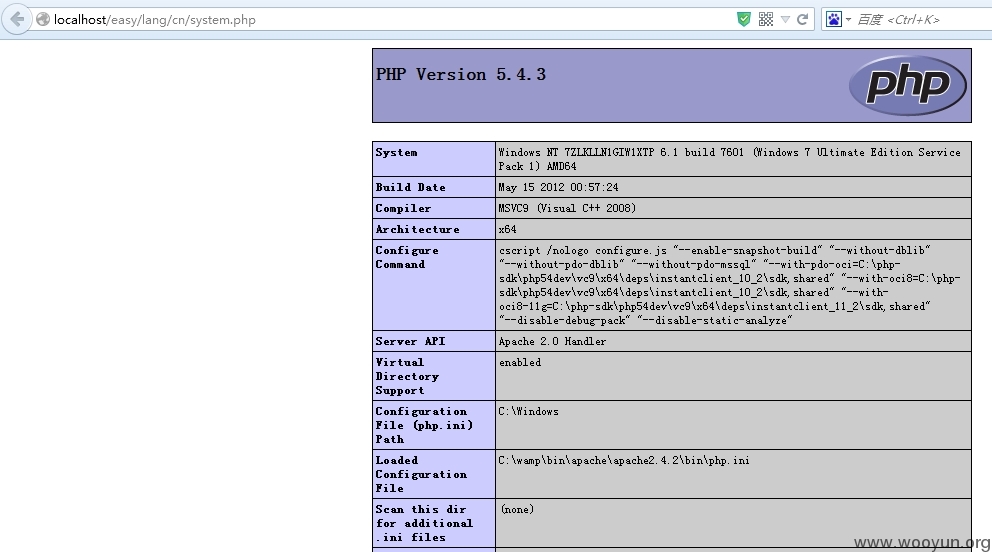 localhost/easy/lang/cn/system.php
百度 <Ctrl+K>
PHP Version 5.4.3
php
System
Windows NT 7ZLKLLN1GIW1XTP 6.1 build 7601 (Windows 7 Ultimate Edition Service
Pack 1) AMD64
Build Date
May 15 2012 00:57:24
Compiler
MSVC9 (Visual C++ 2008)
Architecture
x64
Configure
Command
cscript /nologo configure.js "--enable-snapshot-build" "--without-dblib"
"--without-pdo-dblib" "--without-pdo-mssql" "--with-pdo-oci=C:\php-
sdk\php54dev\vc9\x64\deps\instantclient_10_2\sdk,shared" "--with-oci8=C:\php-
sdk\php54dev\vc9\x64\deps\instantclient_10_2\sdk,shared" "--with-
oci8-11g=C:\php-sdk\php54dev\vc9\x64\deps\instantclient_11_2\sdk,shared"
"--disable-debug-pack" "--disable-static-analyze"
Server API
Apache 2.0 Handler
Virtual
Directory
Support
enabled
Configuration
File (php.ini)
Path
C:\Windows
Loaded
Configuration
File
C:\wamp\bin\apache\apache2.4.2\bin\php.ini
Scan this dir
for additional
.ini files
(none)
www.wooyun.org